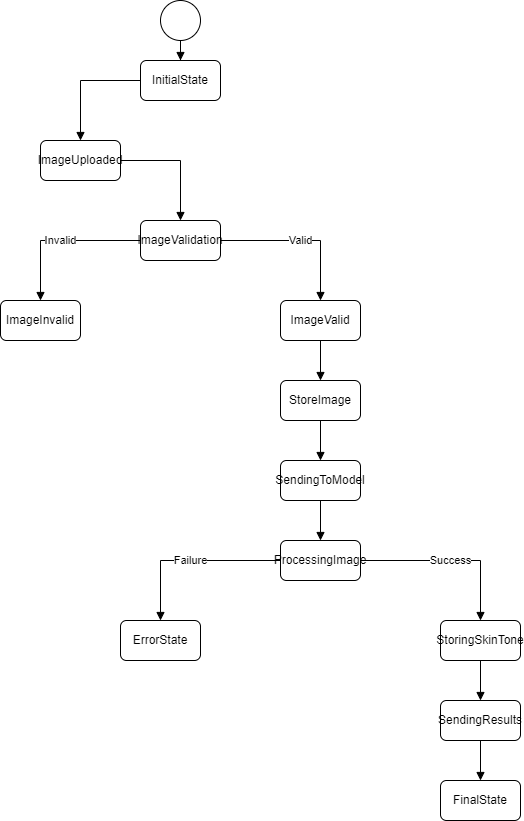 InitialState
ImageUploaded
Invalid
ImageValidation
Valid
ImageInvalid
ImageValid
StoreImage
SendingToModel
Failure
ProcessingImage
Success
ErrorState
StoringSkinTone
SendingResults
FinalState